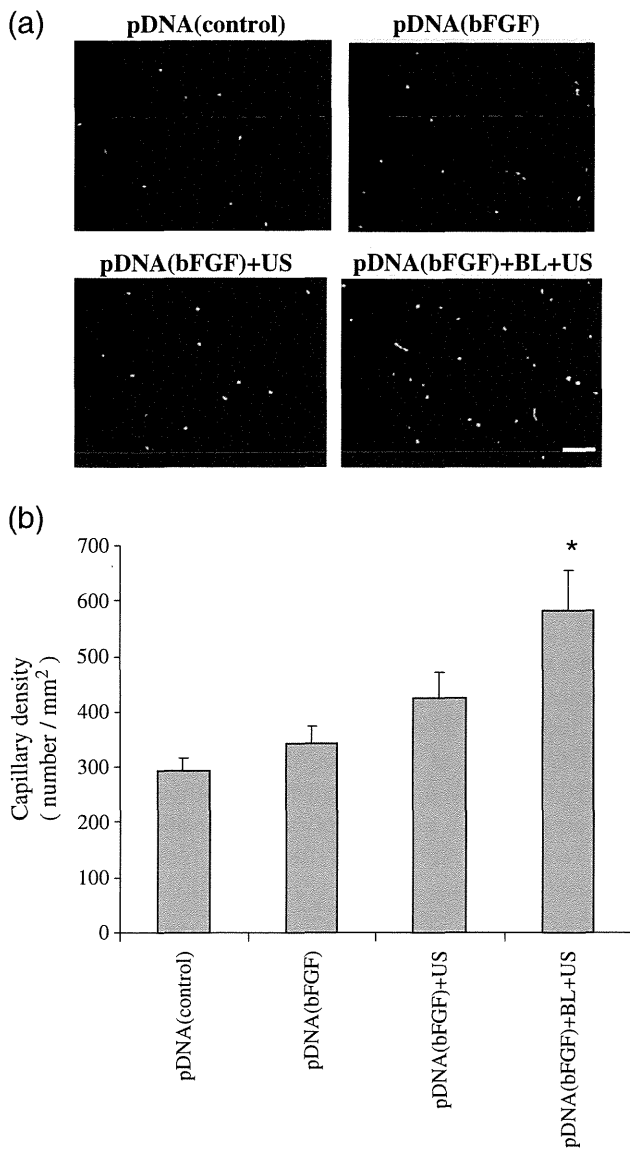 (a)
pDNA(control)
pDNA(bFGF)
pDNA(bFGF)+US
pDNA(bFGF)+BL+US
(b)
Capillary density
( number / mm²)
700
600
500
400
300
200
100
0
*
pDNA(control)
pDNA(bFGF)
pDNA(bFGF)+US
pDNA(bFGF)+BL+US